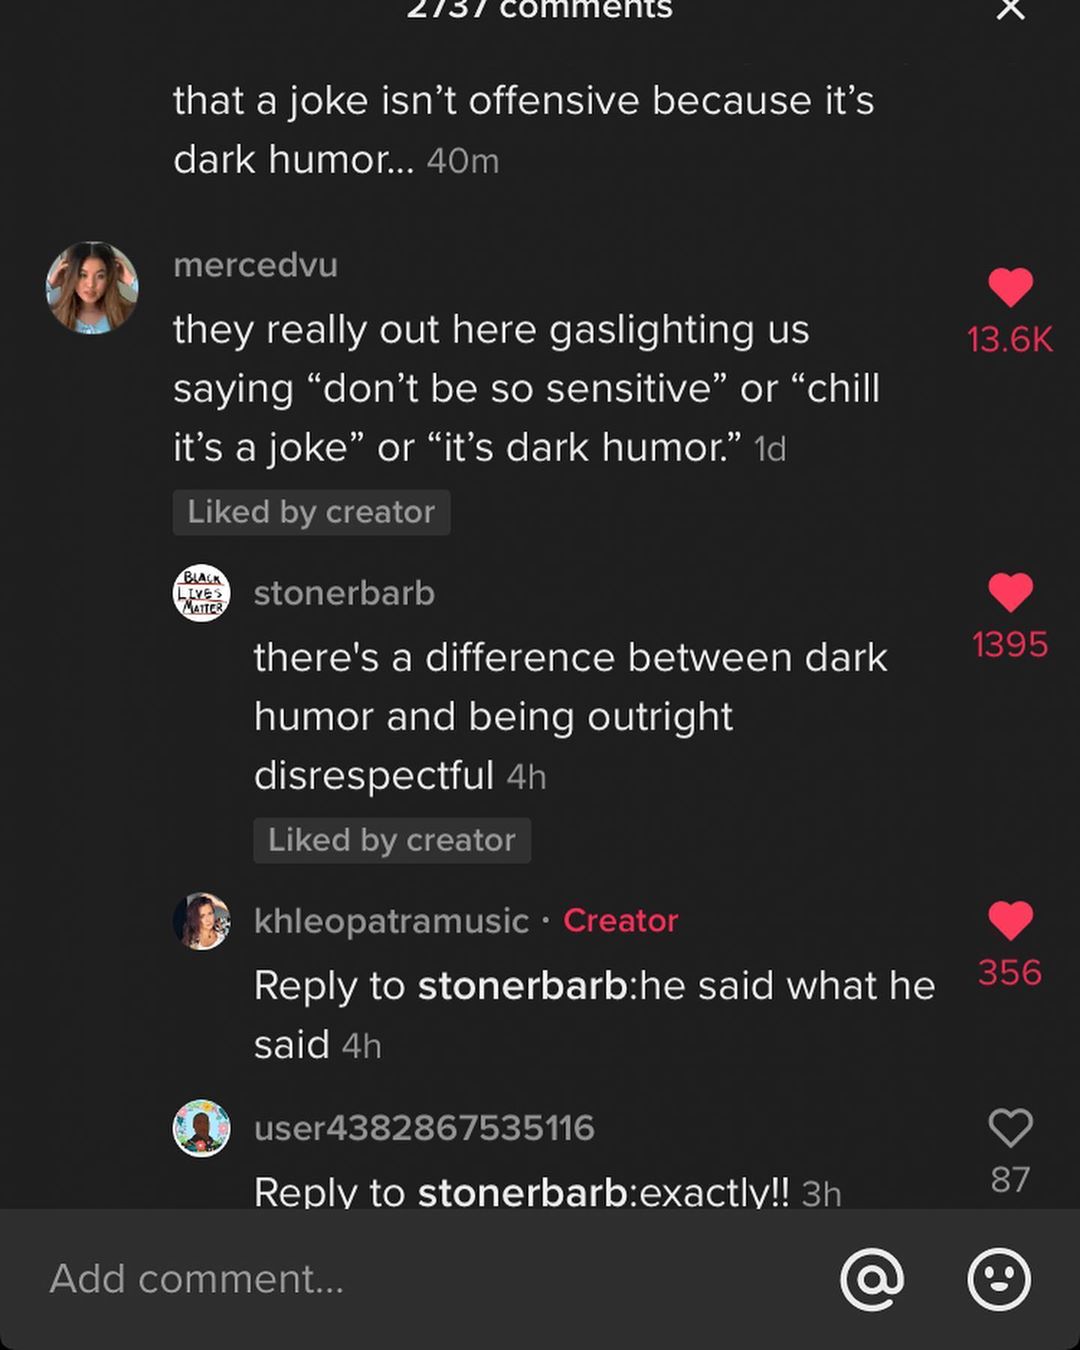 2737 comments
that a joke isn’t offensive because it’s
dark humor... 40m
mercedvu
they really out here gaslighting us
saying “don’t be so sensitive” or “chill
it’s a joke” or “it’s dark humor.” 1d
13.6K
Liked by creator
BLACK
LIVES
MATTER
stonerbarb
there's a difference between dark
humor and being outright
disrespectful 4h
1395
Liked by creator
khleopatramusic · Creator
Reply to stonerbarb:he said what he
said 4h
356
user4382867535116
Reply to stonerbarb:exactly!! 3h
87
Add comment...